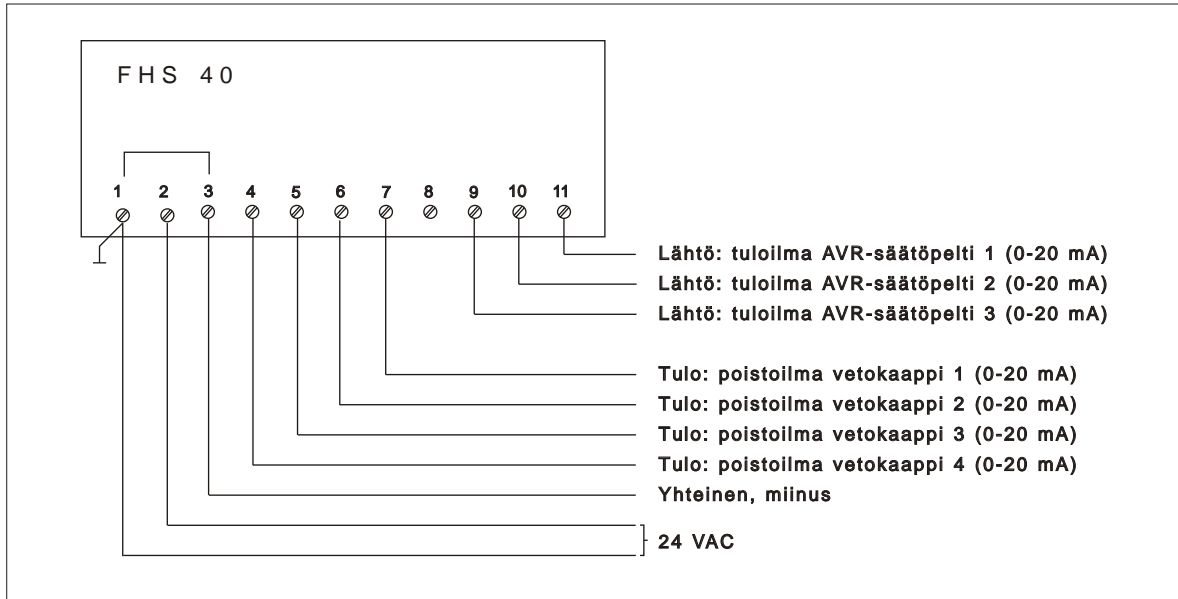 FHS 40
1 2 3 4 5 6 7 8 9 10 11
Lähtö: tuloilma AVR-säätöpelti 1 (0-20 mA)
Lähtö: tuloilma AVR-säätöpelti 2 (0-20 mA)
Lähtö: tuloilma AVR-säätöpelti 3 (0-20 mA)
Tulo: poistoilma vetokaappi 1 (0-20 mA)
Tulo: poistoilma vetokaappi 2 (0-20 mA)
Tulo: poistoilma vetokaappi 3 (0-20 mA)
Tulo: poistoilma vetokaappi 4 (0-20 mA)
Yhteinen, miinus
24 VAC